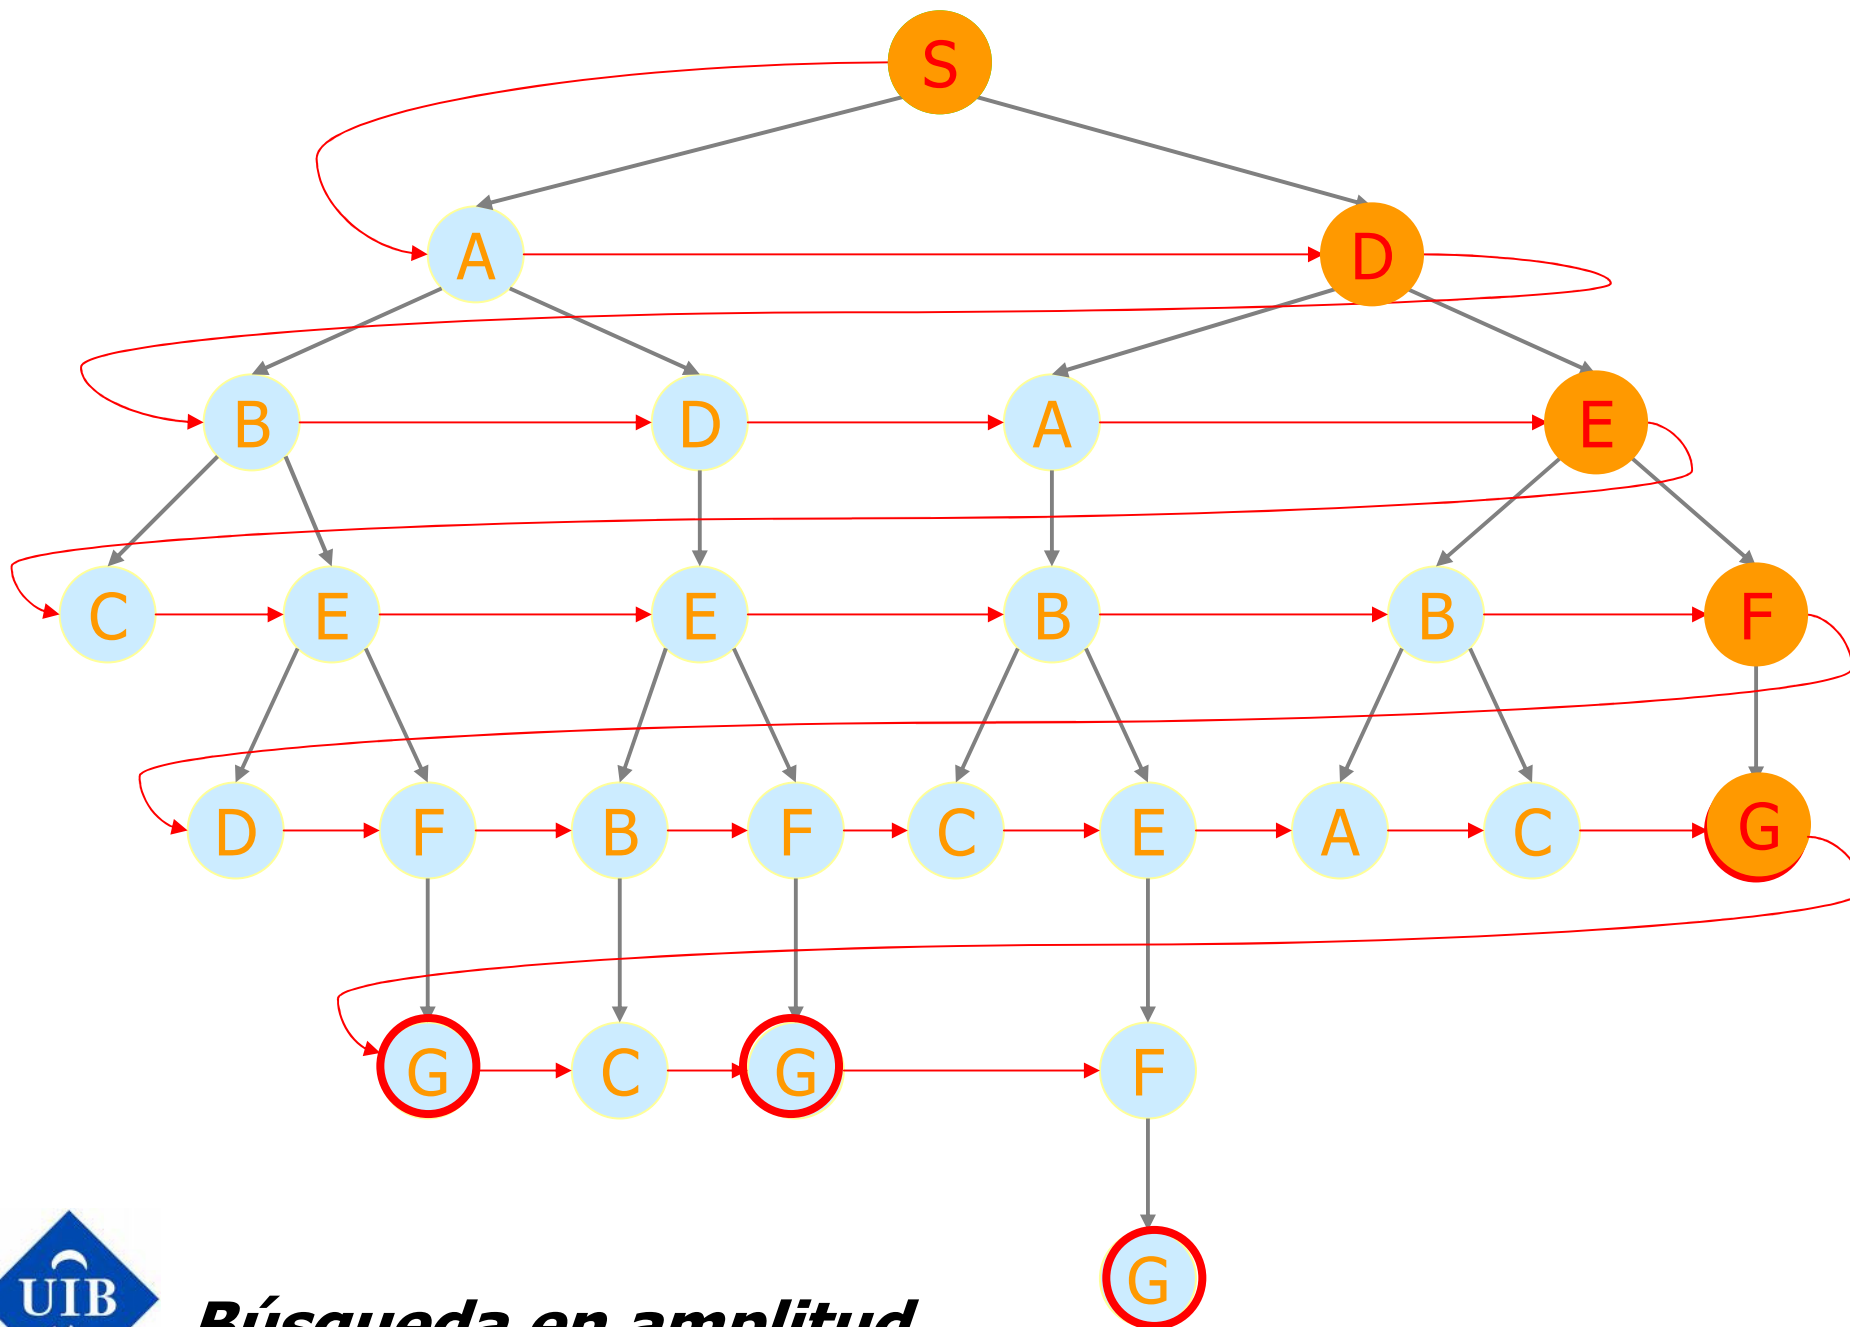 S
A D
B D A E
C E E B B F
D F B F C E A C G
G C G F
G
UIB
Búsqueda en amplitud